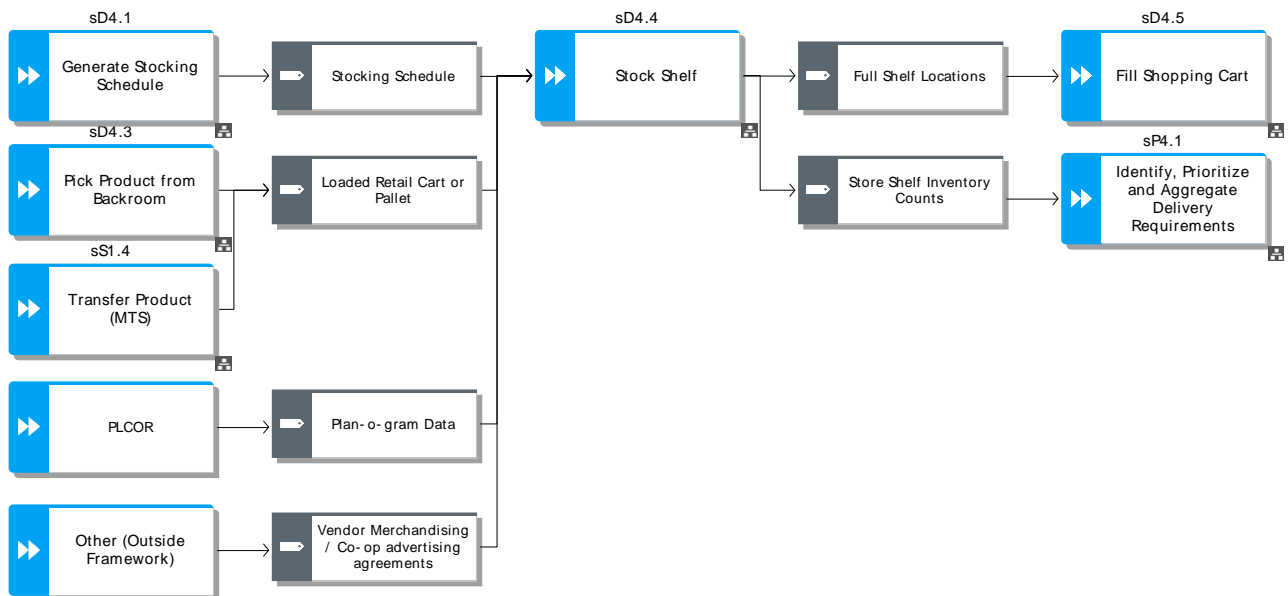 sD4.1
Generate Stocking
Schedule
Stocking Schedule
sD4.4
Stock Shelf
Full Shelf Locations
sD4.5
Fill Shopping Cart
sD4.3
Pick Product from
Backroom
Loaded Retail Cart or
Pallet
Store Shelf Inventory
Counts
sP4.1
Identify, Prioritize
and Aggregate
Delivery
Requirements
sS1.4
Transfer Product
(MTS)
PLCOR
Plan-o-gram Data
Other (Outside
Framework)
Vendor Merchandising
/ Co-op advertising
agreements